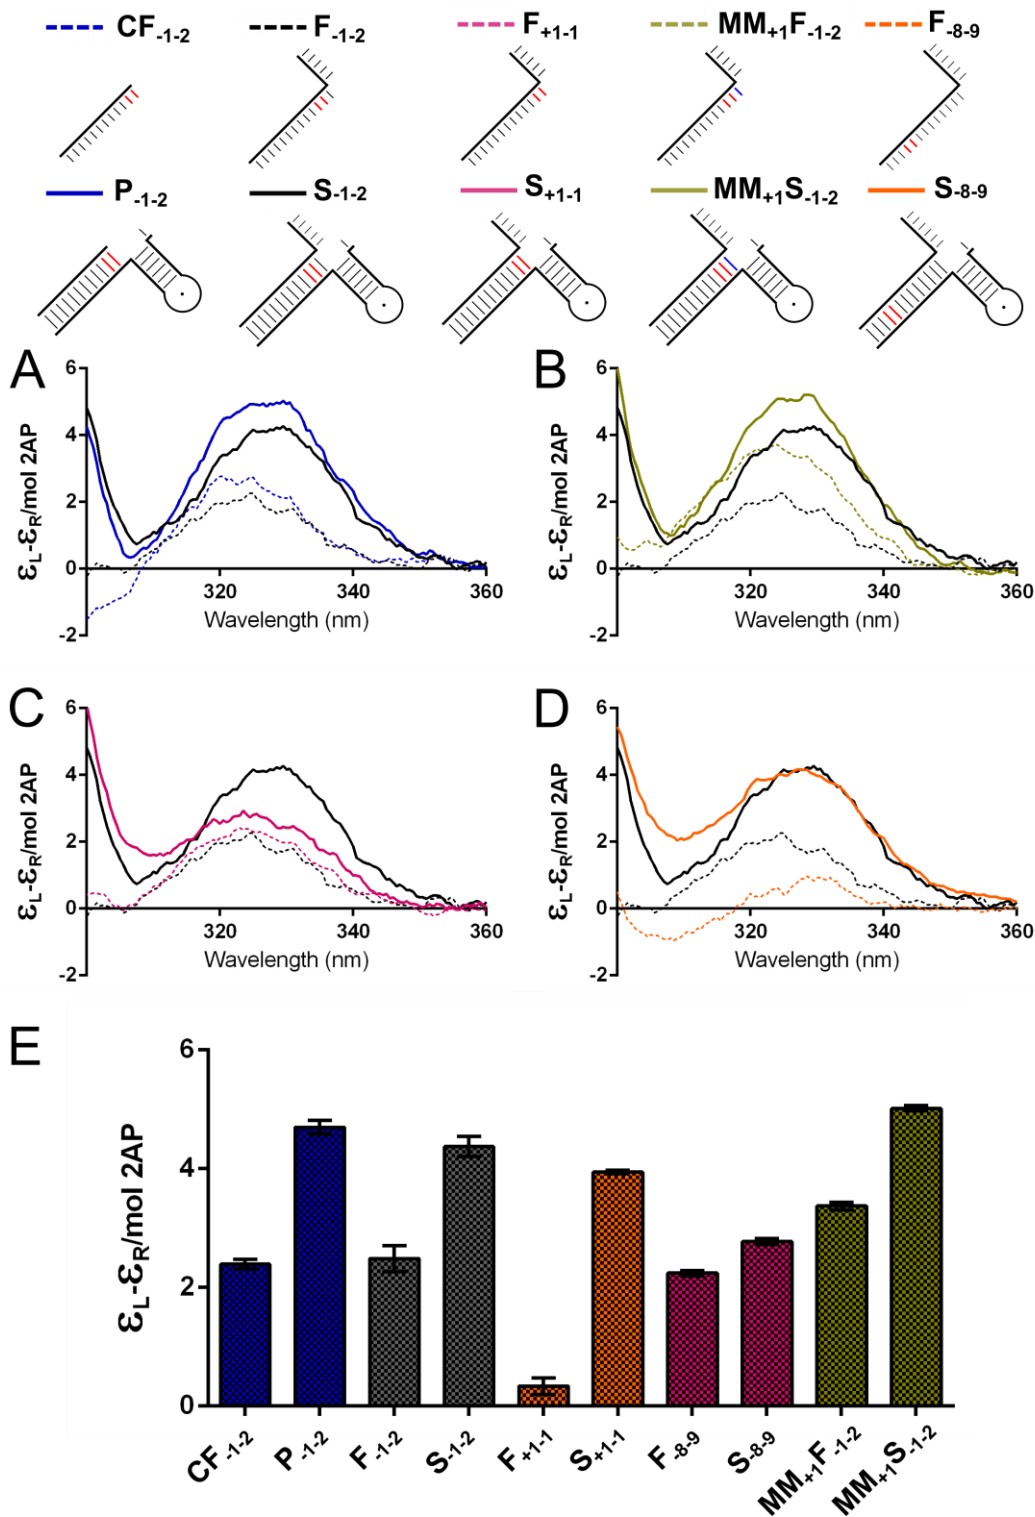 CF-1-2 F-1-2 F+1-1 MM+1F-1-2 F-8-9
P-1-2 S-1-2 S+1-1 MM+1S-1-2 S-8-9
A
6
4
2
0
-2
εL-εR/mol 2AP
320 340 360
Wavelength (nm)
B
6
4
2
0
-2
εL-εR/mol 2AP
320 340 360
Wavelength (nm)
C
6
4
2
0
-2
εL-εR/mol 2AP
320 340 360
Wavelength (nm)
D
6
4
2
0
-2
εL-εR/mol 2AP
320 340 360
Wavelength (nm)
E
6
4
2
0
εL-εR/mol 2AP
CF-1-2 P-1-2 F-1-2 S-1-2 F+1-1 S+1-1 F-8-9 S-8-9 MM+1F-1-2 MM+1S-1-2